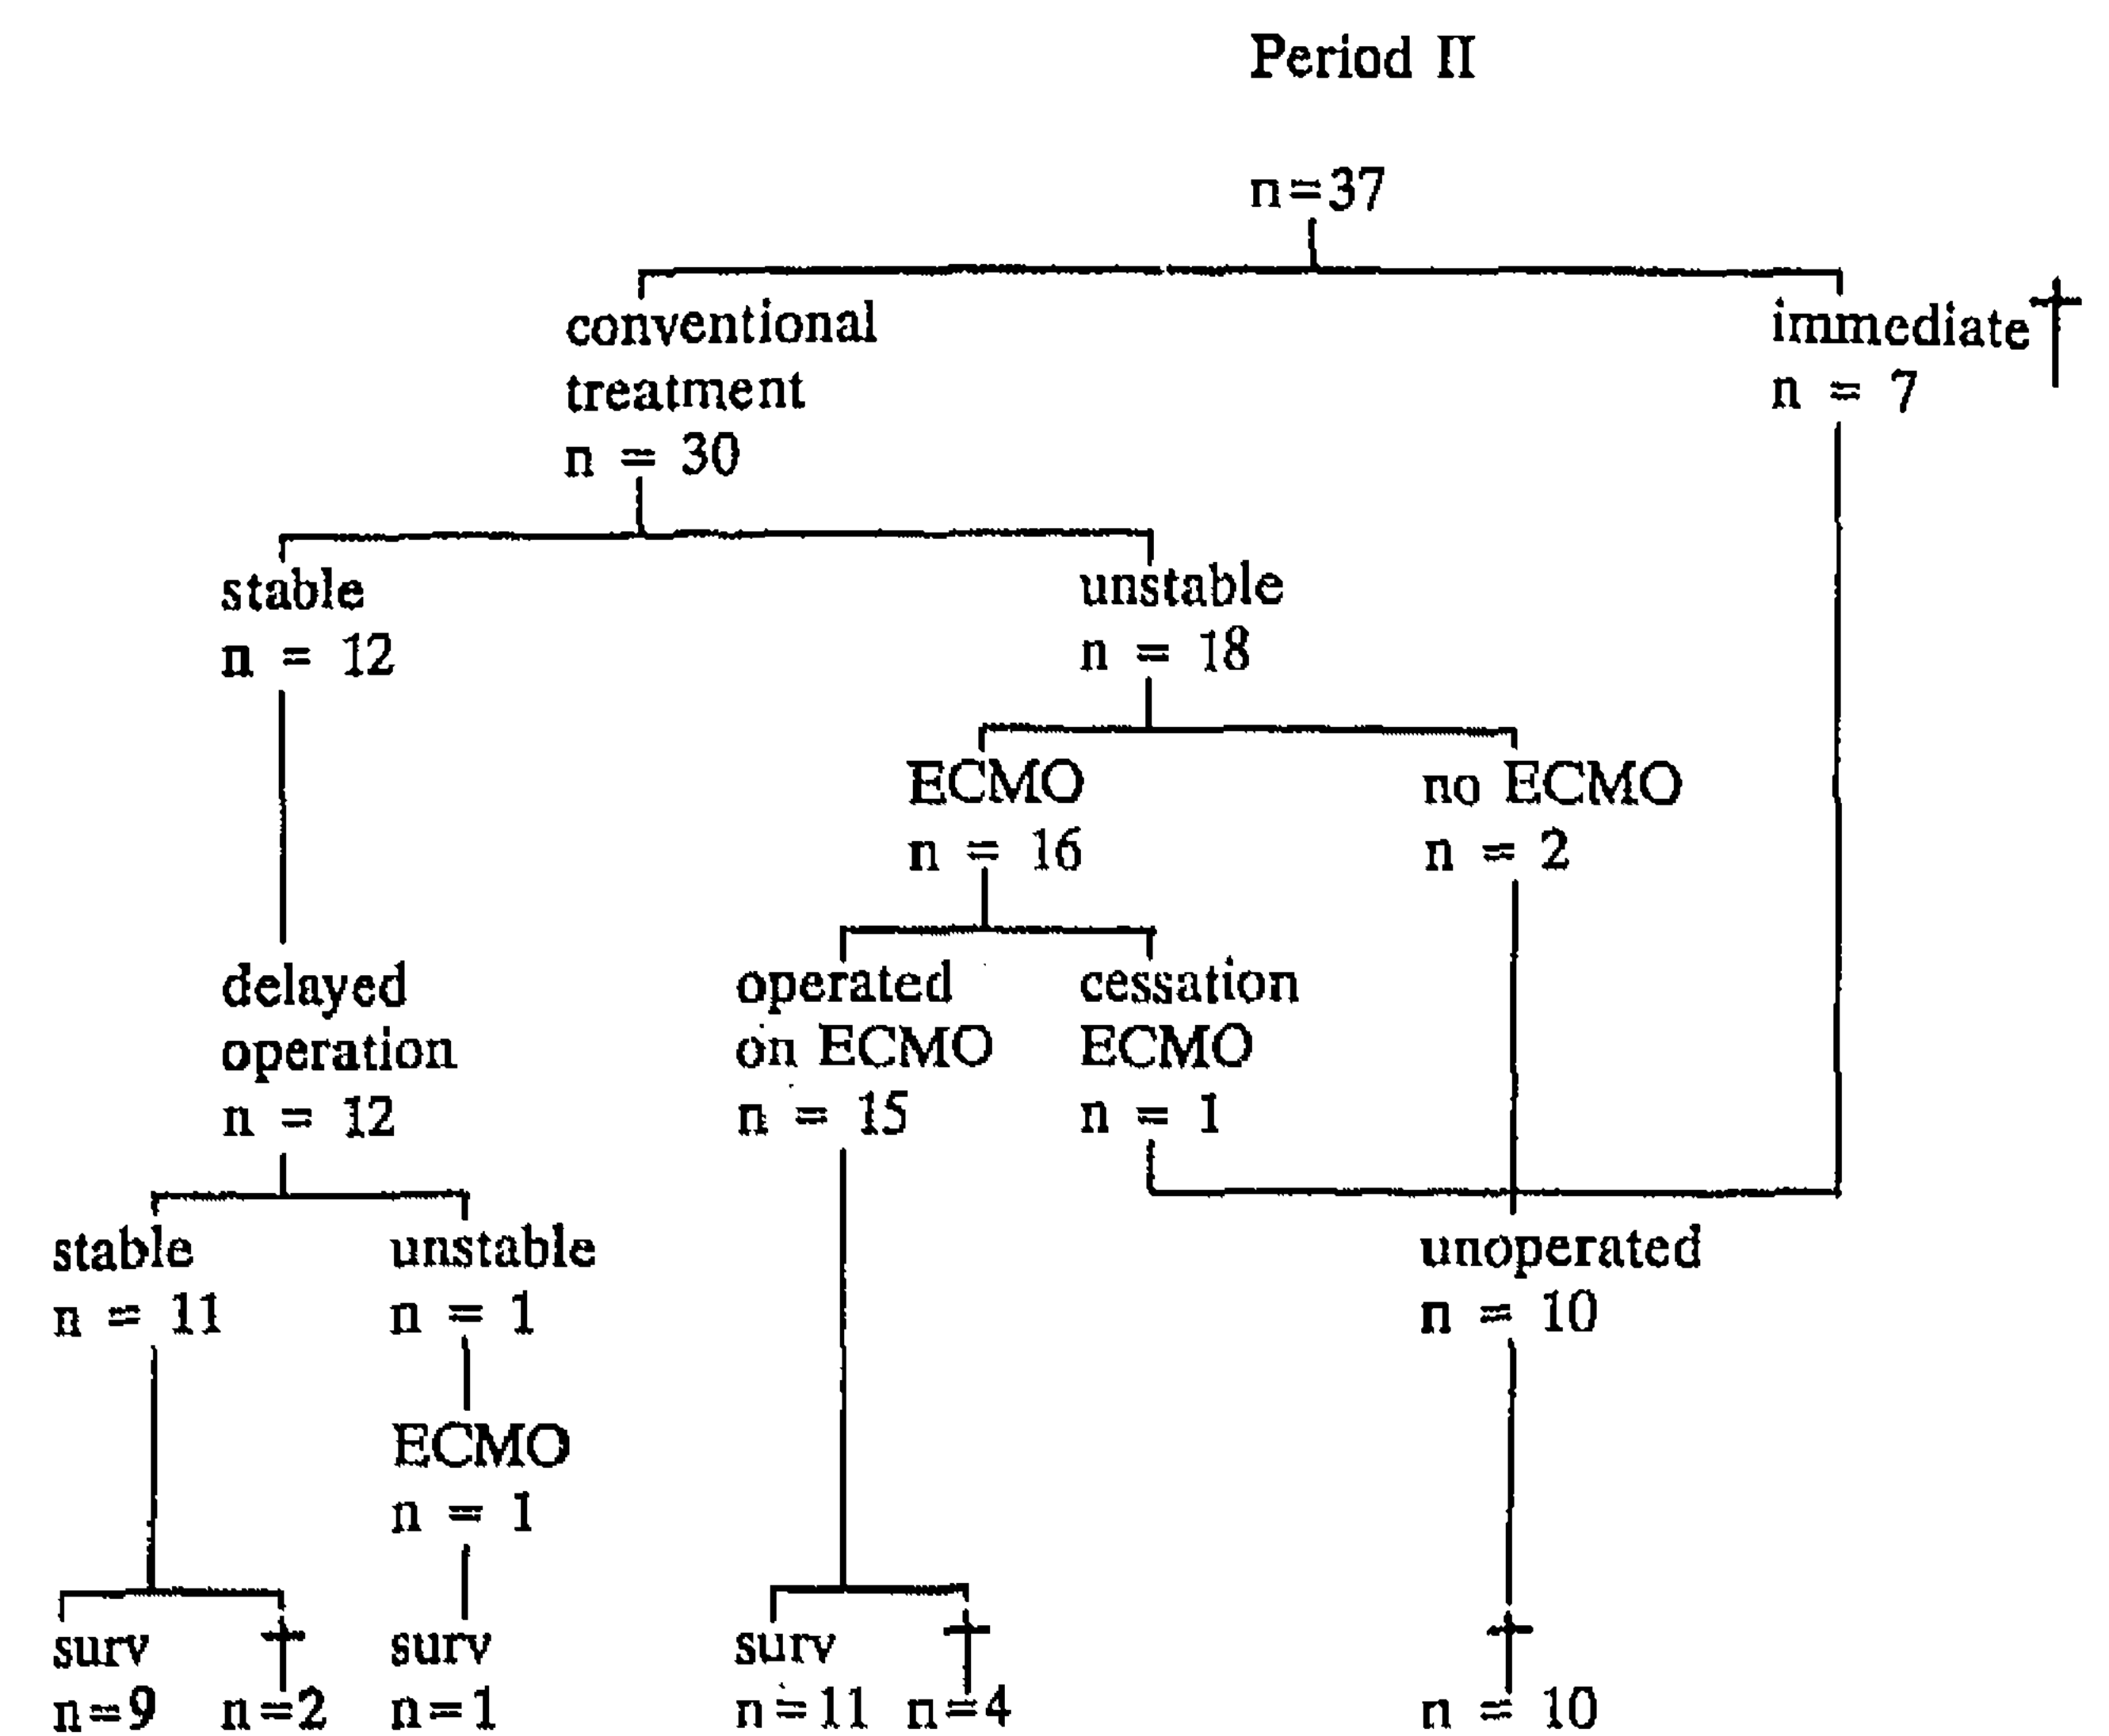 Period II
n=37
conventional
treatment
n = 30
immediate †
n = 7
stable
n = 12
unstable
n = 18
ECMO
n = 16
no ECMO
n = 2
delayed
operation
n = 12
operated
on ECMO
n = 15
cessation
ECMO
n = 1
stable
n = 11
unstable
n = 1
unoperated
n = 10
ECMO
n = 1
surv
n=9
†
n=2
surv
n=1
surv
n=11
†
n=4
†
n = 10